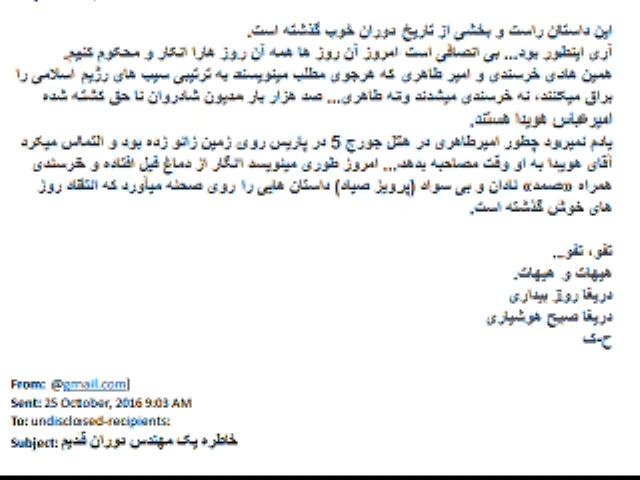 این داستان راست و بخشی از تاریخ دوران خوب گذشته است.
آری اینطور بود... بی انصافی است امروز آن روز ها همه آن روز هارا انکار و محکوم کنیم.
همین هادی خرسندی و امیر طاهری که هرجوی مطلب مینویسند به ترتیبی سیب های رژیم اسلامی را
براق میکنند، نه خرسندی میشدند ونه طاهری... صد هزار بار مدیون شادروان نا حق کشته شده
امیرعباس هویدا هستند.
یادم نمیرود چطور امیرطاهری در هتل جورج 5 در پاریس روی زمین زانو زده بود و التماس میکرد
آقای هویدا به او وقت مصاحبه بدهد... امروز طوری مینویسد انگار از دماغ فیل افتاده و خرسندی
همراه «صمد» نادان و بی سواد (پرویز صیاد) داستان هایی را روی صحنه میآورد که انتقاد روز
های خوش گذشته است.
تفو، تفو...
هیهات و هیهات.
دریغا روز بیداری
دریغا صبح هوشیاری
ح-ک
From: @gmail.com]
Sent: 25 October, 2016 9:03 AM
To: undisclosed-recipients:
Subject: خاطره یک مهندس دوران قدیم